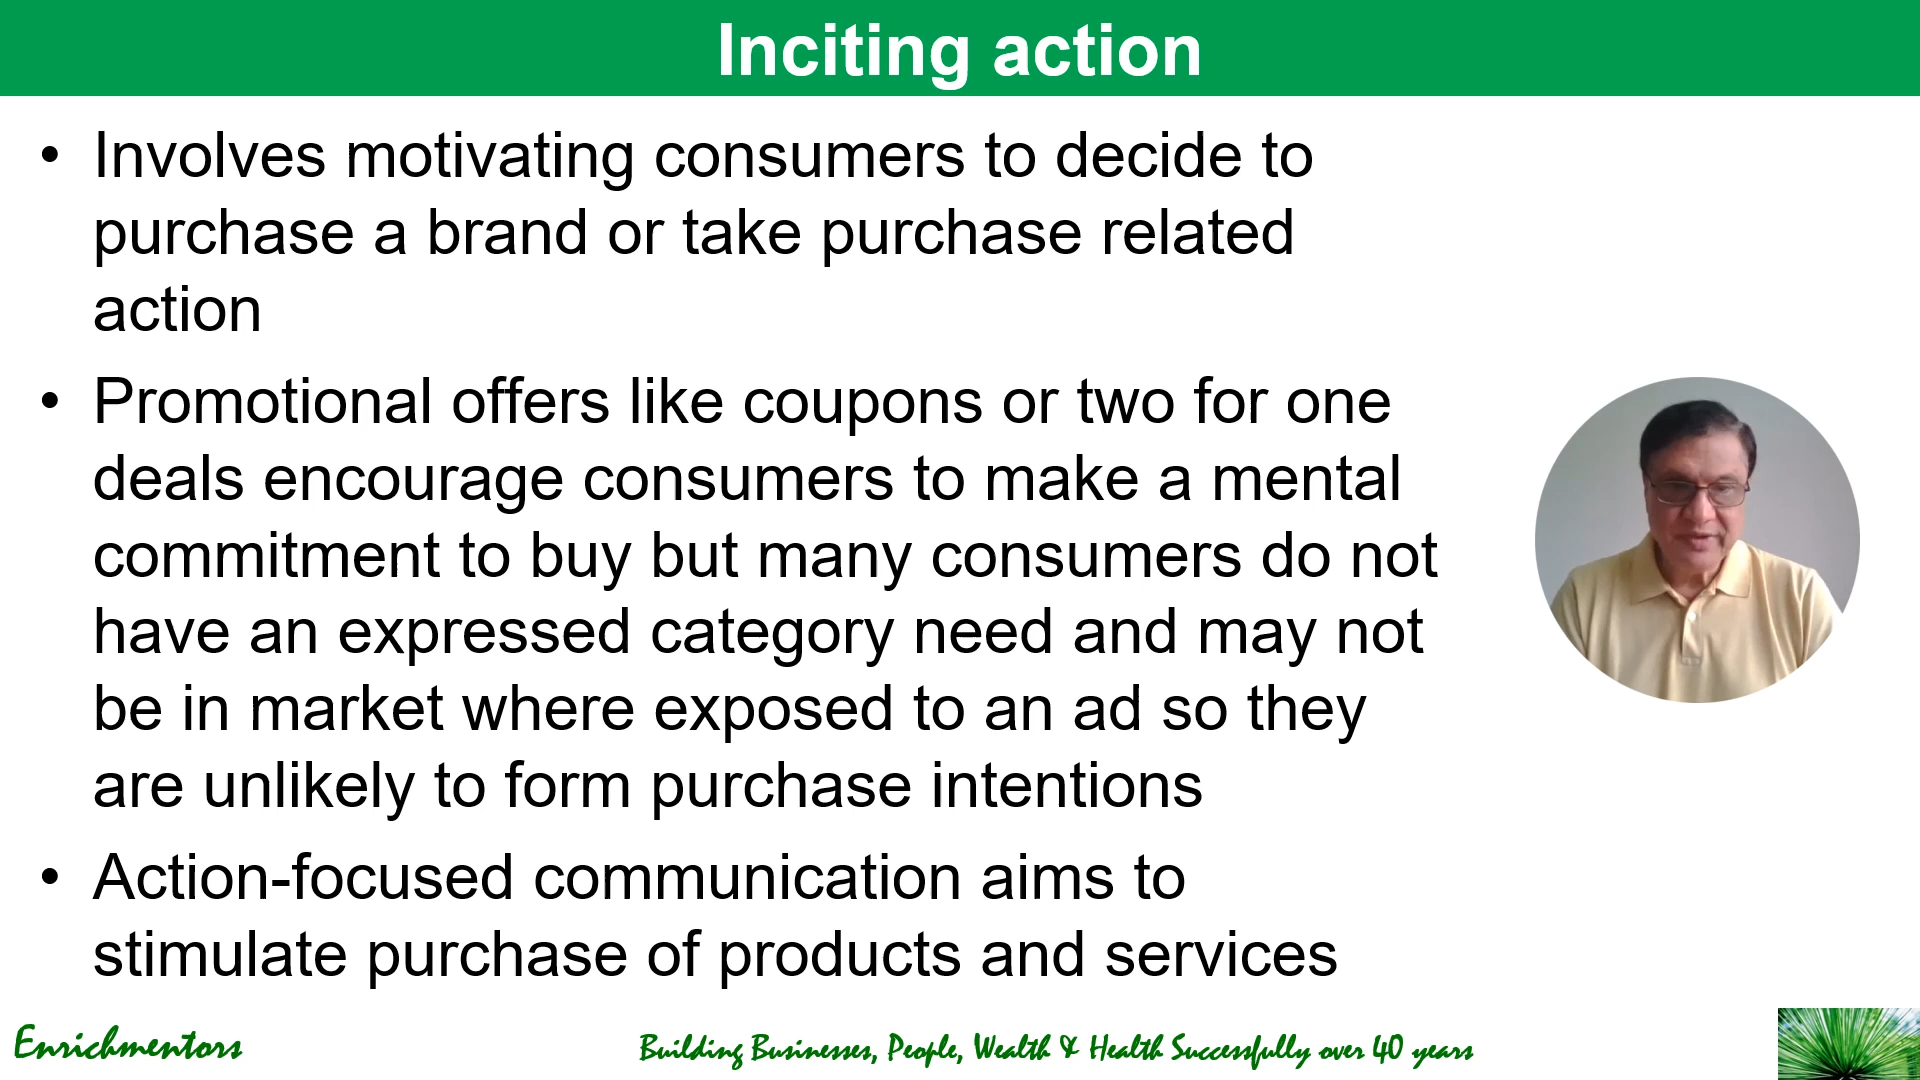 Inciting action
• Involves motivating consumers to decide to
purchase a brand or take purchase related
action
• Promotional offers like coupons or two for one
deals encourage consumers to make a mental
commitment to buy but many consumers do not
have an expressed category need and may not
be in market where exposed to an ad so they
are unlikely to form purchase intentions
• Action-focused communication aims to
stimulate purchase of products and services
Enrichmentors
Building Businesses, People, Wealth & Health Successfully over 40 years